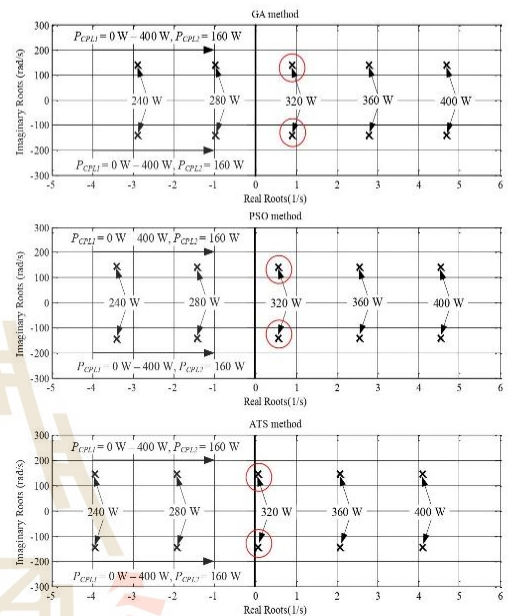 GA method
300
P_CPL1 = 0 W – 400 W, P_CPL2 = 160 W
200
100
0
240 W 280 W 320 W 360 W 400 W
-100
P_CPL1 = 0 W – 400 W, P_CPL2 = 160 W
-200
-300
Imaginary Roots (rad/s)
-5 -4 -3 -2 -1 0 1 2 3 4 5 6
Real Roots(1/s)
PSO method
300
P_CPL1 = 0 W 400 W, P_CPL2 = 160 W
200
100
0
240 W 280 W 320 W 360 W 400 W
-100
-200
P_CPL1 = 0 W – 400 W, P_CPL2 = 160 W
-300
Imaginary Roots (rad/s)
-5 -4 -3 -2 -1 0 1 2 3 4 5 6
Real Roots(1/s)
ATS method
300
P_CPL1 = 0 W 400 W, P_CPL2 = 160 W
200
100
0
240 W 280 W 320 W 360 W 400 W
-100
-200
P_CPL1 = 0 W – 400 W, P_CPL2 160 W
-300
Imaginary Roots (rad/s)
-5 -4 -3 -2 -1 0 1 2 3 4 5 6
Real Roots(1/s)